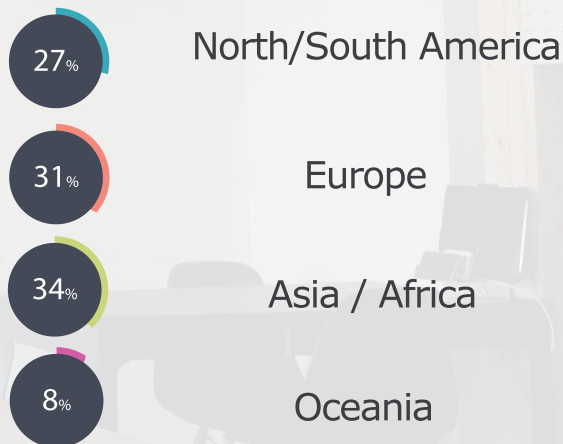 27%
North/South America
31%
Europe
34%
Asia / Africa
8%
Oceania